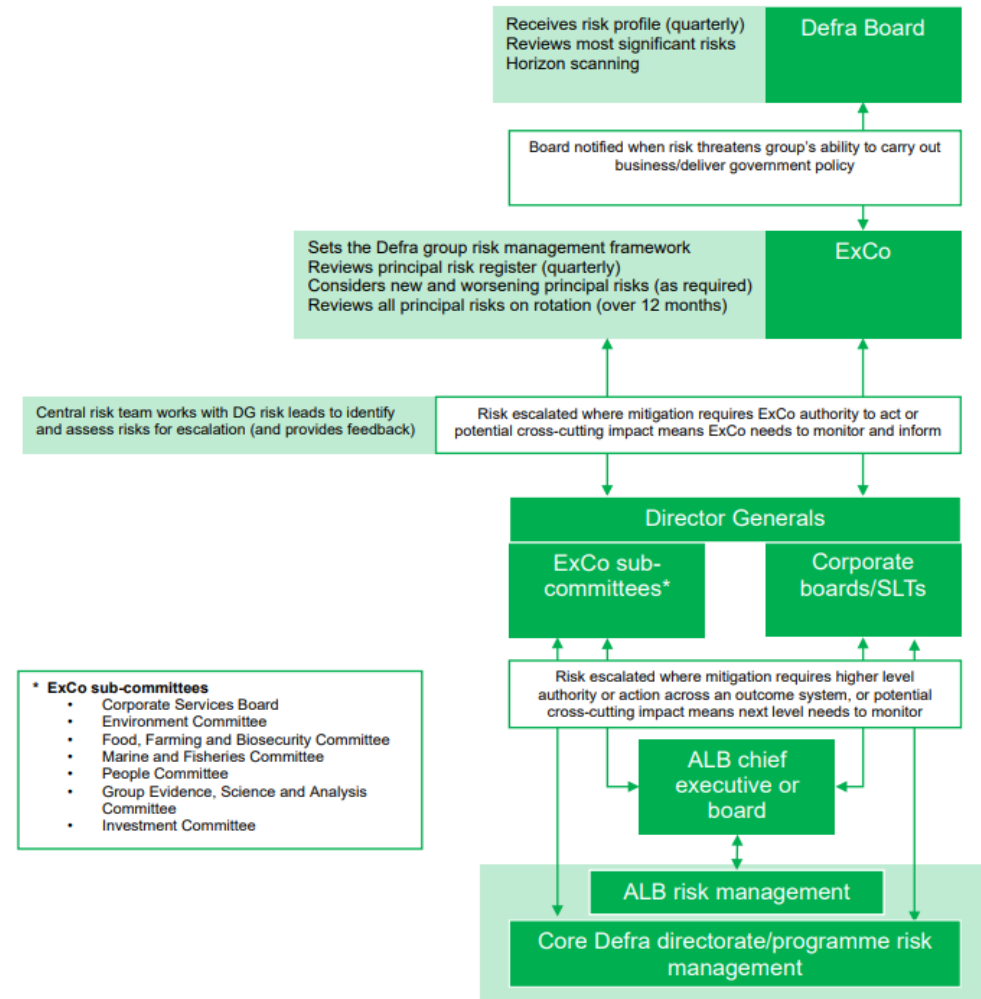 Receives risk profile (quarterly)
Reviews most significant risks
Horizon scanning
Defra Board
Board notified when risk threatens group's ability to carry out
business/deliver government policy
Sets the Defra group risk management framework
Reviews principal risk register (quarterly)
Considers new and worsening principal risks (as required)
Reviews all principal risks on rotation (over 12 months)
ExCo
Central risk team works with DG risk leads to identify
and assess risks for escalation (and provides feedback)
Risk escalated where mitigation requires ExCo authority to act or
potential cross-cutting impact means ExCo needs to monitor and inform
Director Generals
ExCo sub-
committees*
Corporate
boards/SLTs
Risk escalated where mitigation requires higher level
authority or action across an outcome system, or potential
cross-cutting impact means next level needs to monitor
* ExCo sub-committees
• Corporate Services Board
• Environment Committee
• Food, Farming and Biosecurity Committee
• Marine and Fisheries Committee
• People Committee
• Group Evidence, Science and Analysis
Committee
• Investment Committee
ALB chief
executive or
board
ALB risk management
Core Defra directorate/programme risk
management